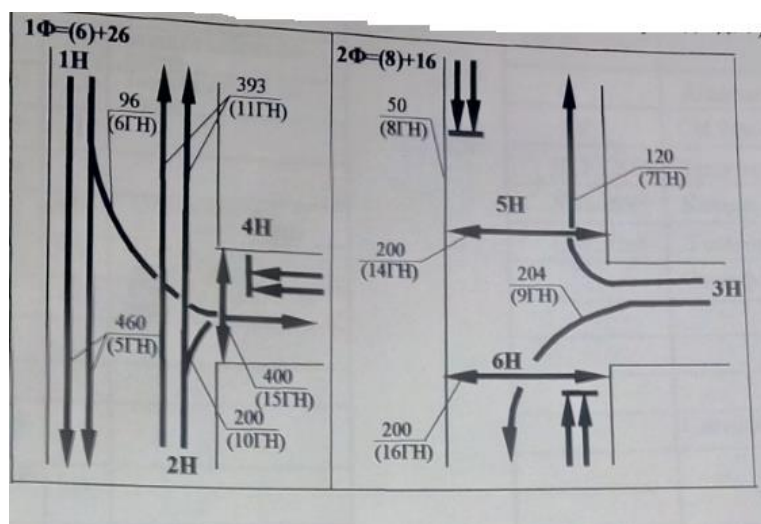 1Ф=(6)+26
1Н
96
(6ГН)
393
(11ГН)
4Н
460
(5ГН)
400
(15ГН)
200
(10ГН)
2Н
2Ф=(8)+16
50
(8ГН)
120
(7ГН)
5Н
200
(14ГН)
204
(9ГН)
3Н
6Н
200
(16ГН)